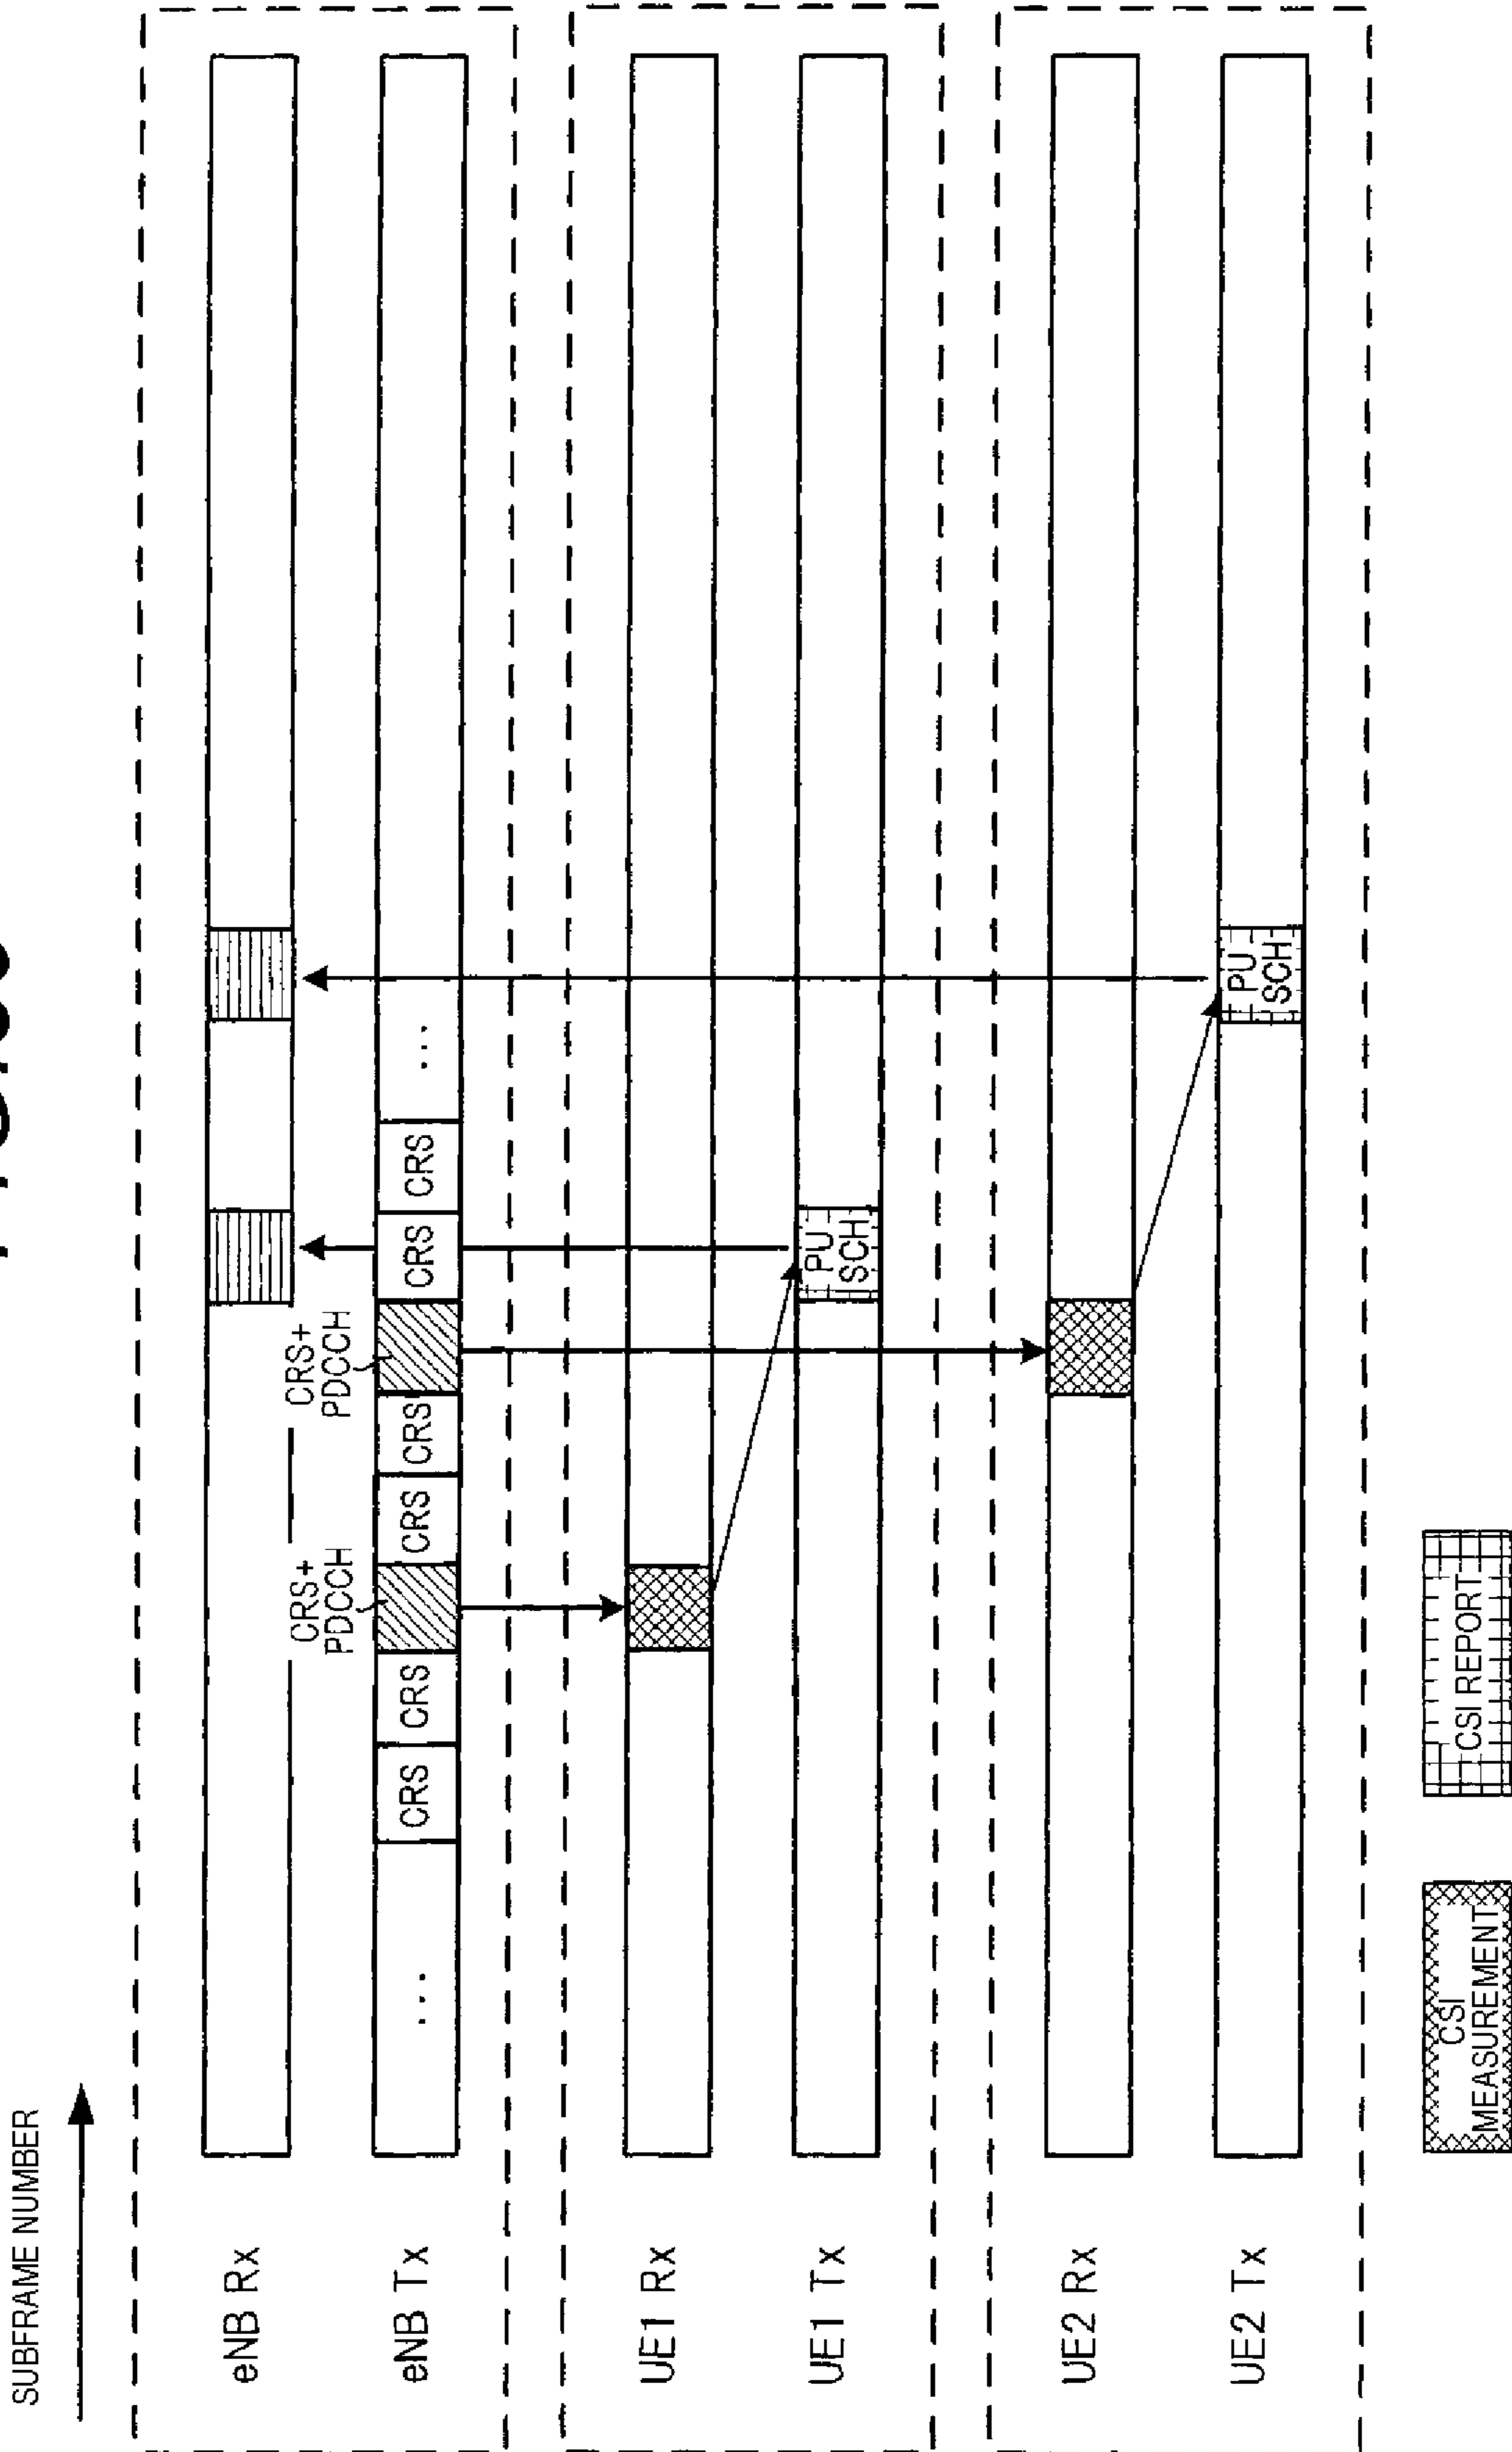 SUBFRAME NUMBER
eNB Rx
CRS+
PDCCH
CRS+
PDCCH
eNB Tx
...
CRS
CRS
CRS
CRS
CRS
CRS
...
UE1 Rx
UE1 Tx
PU
SCH
UE2 Rx
UE2 Tx
PU
SCH
CSI
MEASUREMENT
CSI REPORT